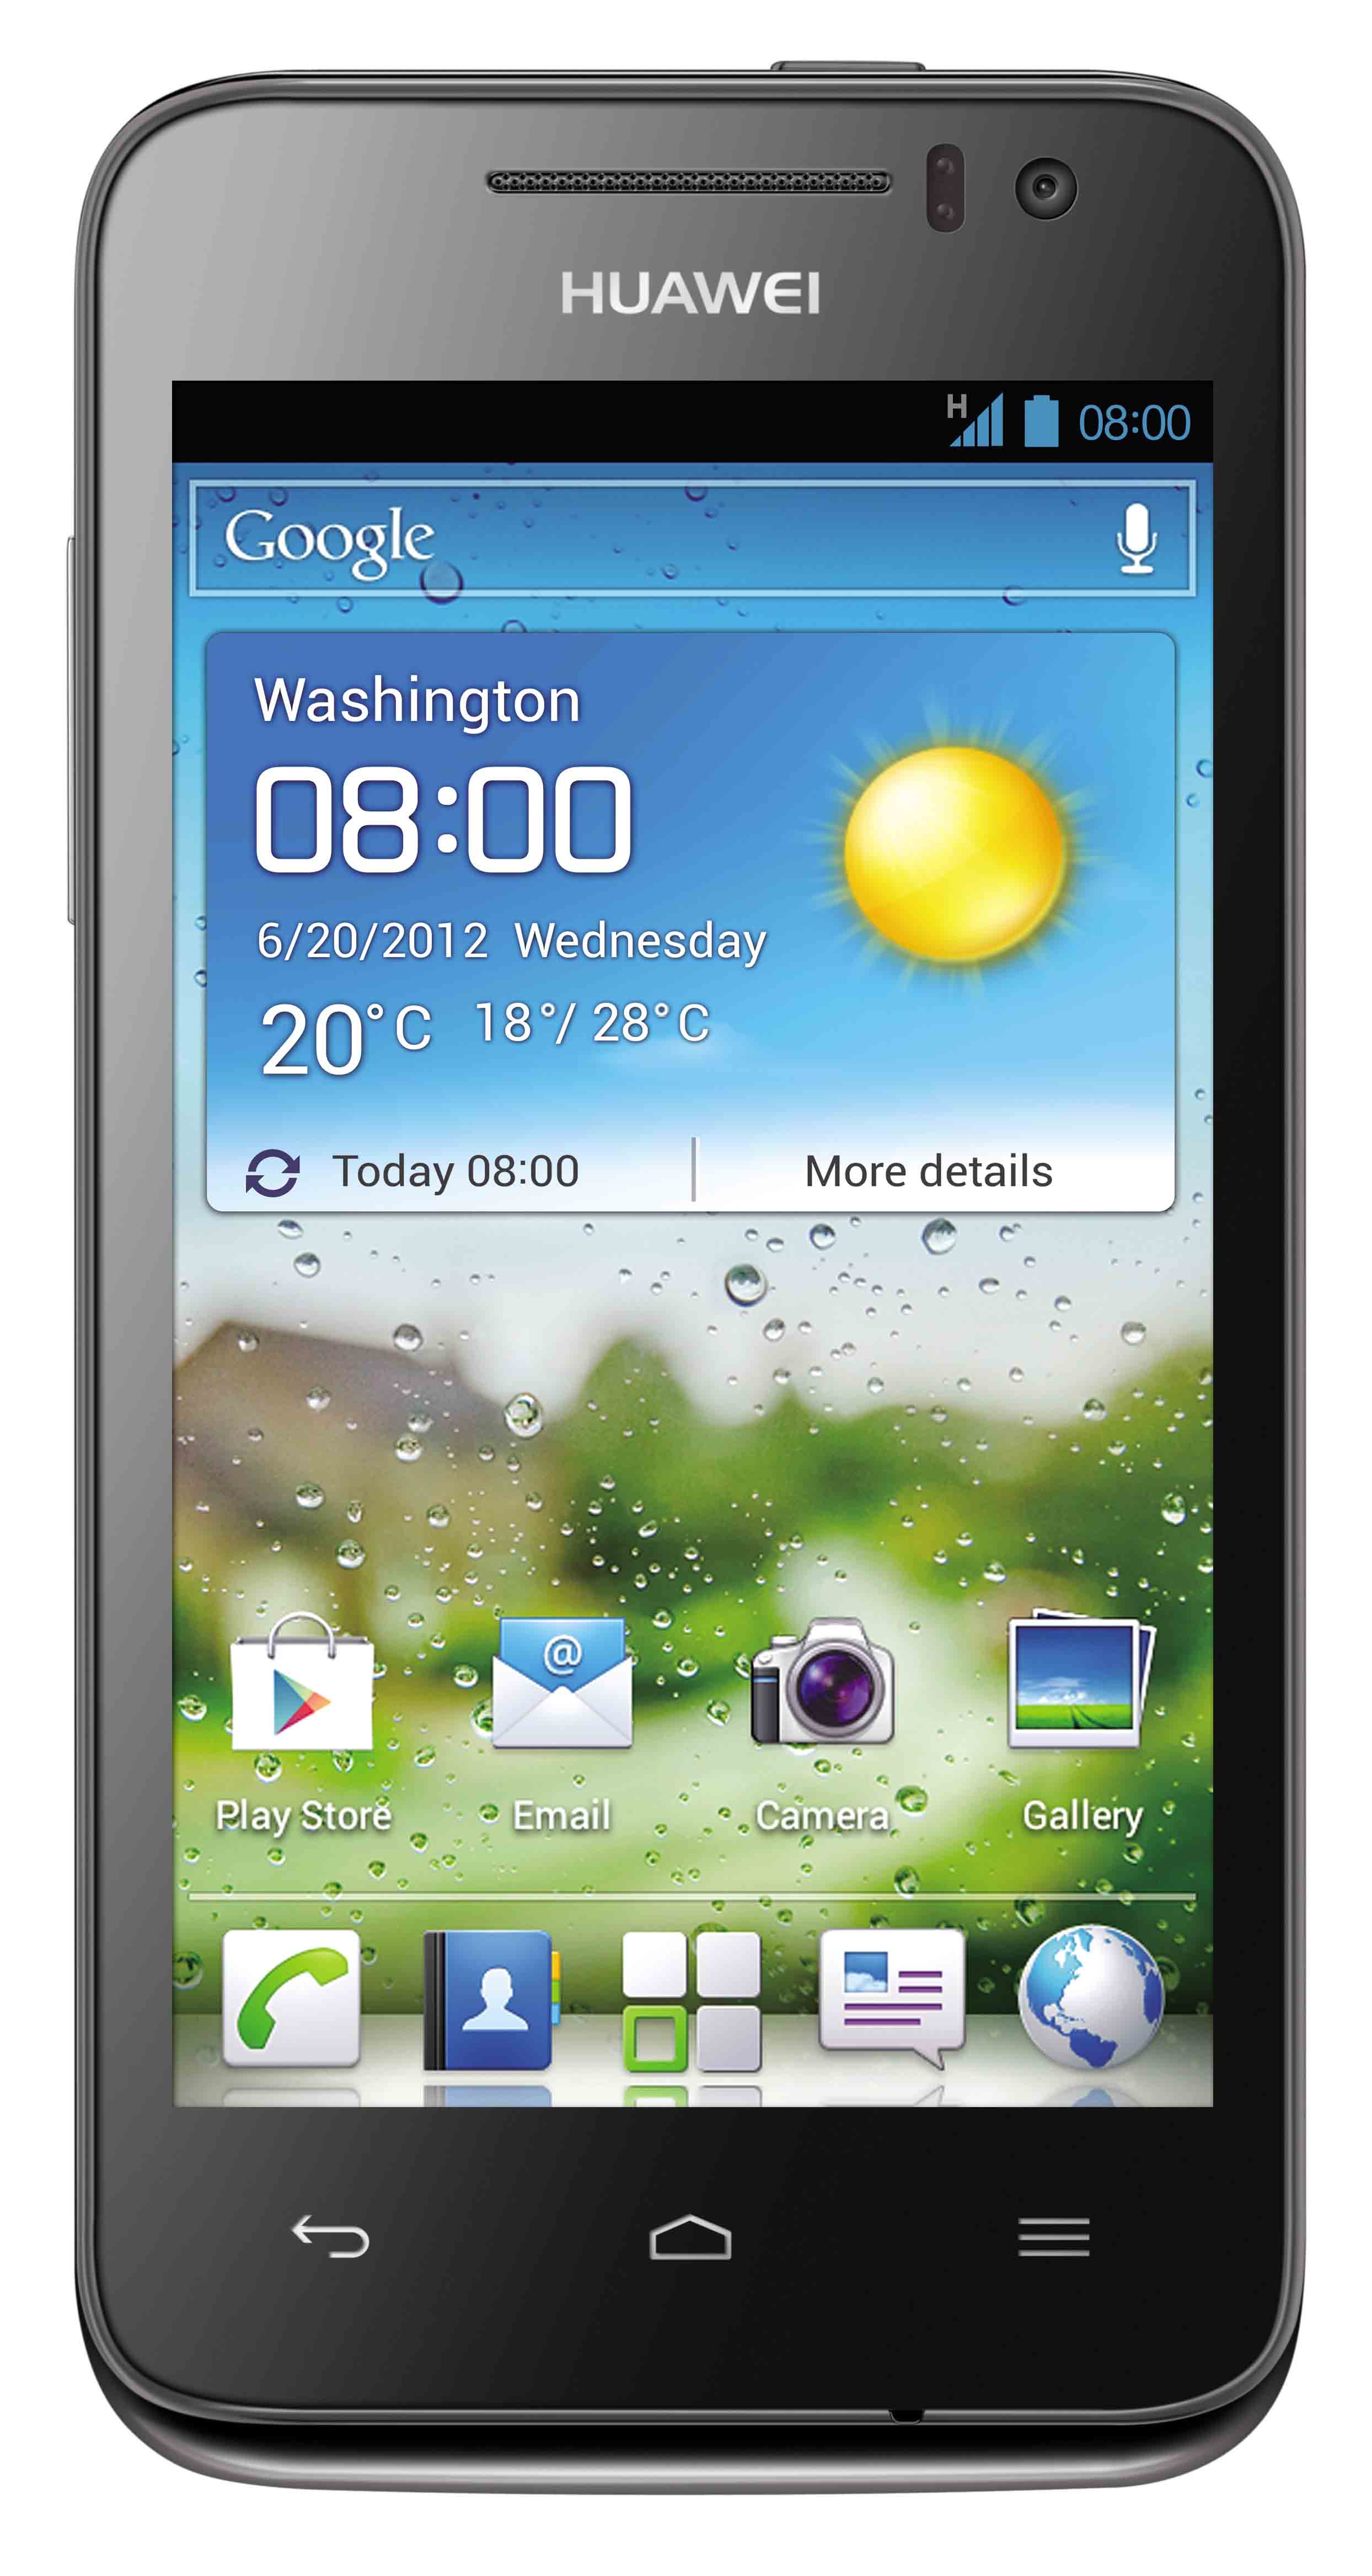 HUAWEI
H 08:00
Google
Washington
08:00
6/20/2012 Wednesday
20°C 18°/ 28°C
Today 08:00 | More details
@
Play Store Email Camera Gallery